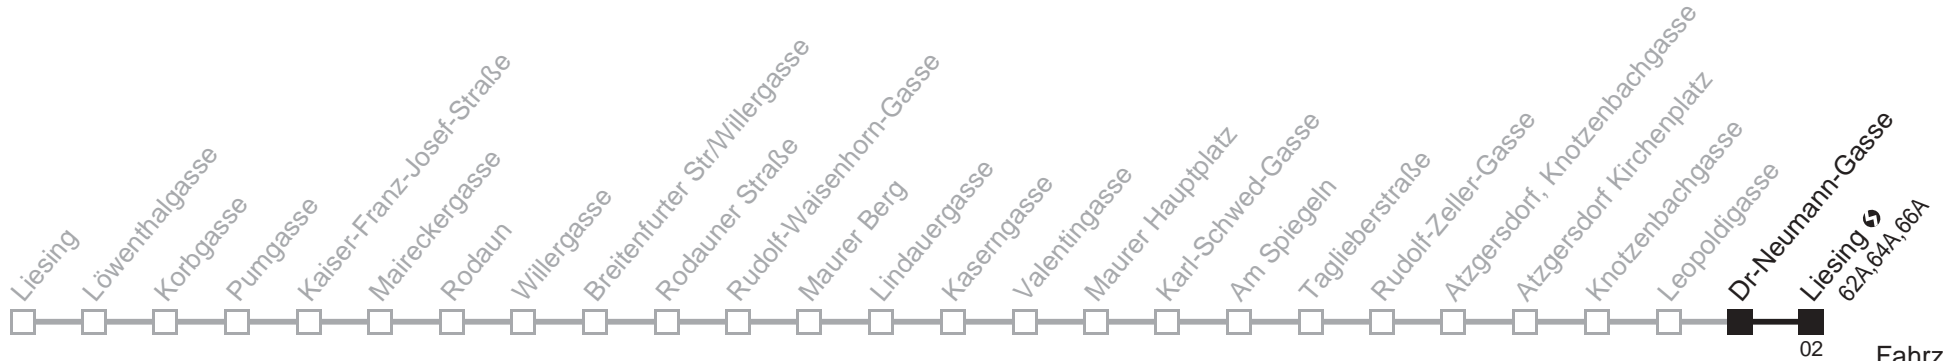 Liesing
Löwenthalgasse
Korbgasse
Pumgasse
Kaiser-Franz-Josef-Straße
Maireckergasse
Rodaun
Willergasse
Breitenfurter Str/Willergasse
Rodauner Straße
Rudolf-Waisenhorn-Gasse
Maurer Berg
Lindauergasse
Kaserngasse
Valentingasse
Maurer Hauptplatz
Karl-Schwed-Gasse
Am Spiegeln
Taglieberstraße
Rudolf-Zeller-Gasse
Atzgersdorf, Knotzenbachgasse
Atzgersdorf Kirchenplatz
Knotzenbachgasse
Leopoldigasse
Dr-Neumann-Gasse
Liesing
62A,64A,66A
02
Fahrz